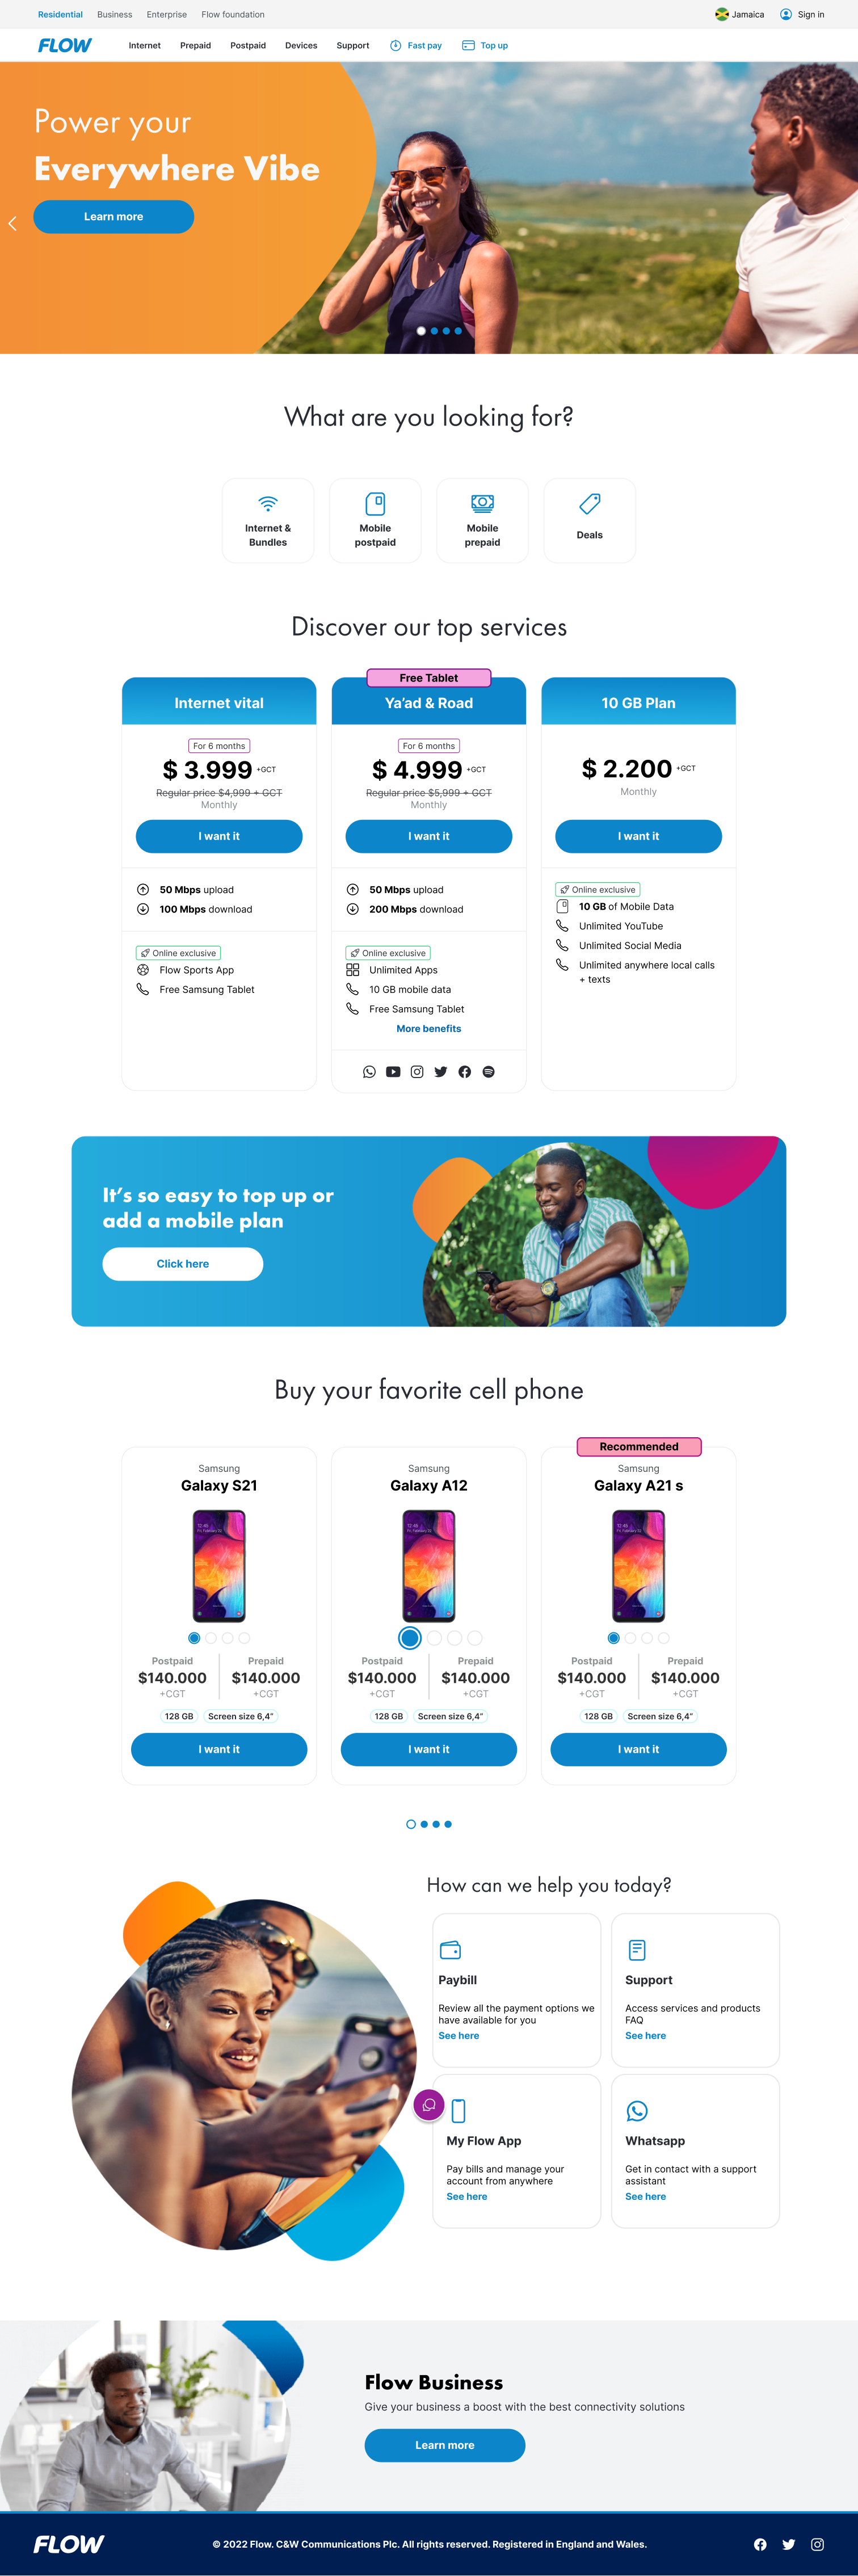 Residential Business Enterprise Flow foundation Jamaica Sign in
FLOW Internet Prepaid Postpaid Devices Support Fast pay Top up
Power your
Everywhere Vibe
Learn more
What are you looking for?
Internet &
Bundles
Mobile
postpaid
Mobile
prepaid
Deals
Discover our top services
Internet vital
For 6 months
$ 3.999 +GCT
Regular price $4,999 + GCT
Monthly
I want it
50 Mbps upload
100 Mbps download
Online exclusive
Flow Sports App
Free Samsung Tablet
Free Tablet
Ya’ad & Road
For 6 months
$ 4.999 +GCT
Regular price $5,999 + GCT
Monthly
I want it
50 Mbps upload
200 Mbps download
Online exclusive
Unlimited Apps
10 GB mobile data
Free Samsung Tablet
More benefits
10 GB Plan
$ 2.200 +GCT
Monthly
I want it
Online exclusive
10 GB of Mobile Data
Unlimited YouTube
Unlimited Social Media
Unlimited anywhere local calls
+ texts
It’s so easy to top up or
add a mobile plan
Click here
Buy your favorite cell phone
Samsung
Galaxy S21
Postpaid Prepaid
$140.000 $140.000
+CGT +CGT
128 GB Screen size 6,4”
I want it
Samsung
Galaxy A12
Postpaid Prepaid
$140.000 $140.000
+CGT +CGT
128 GB Screen size 6,4”
I want it
Recommended
Samsung
Galaxy A21 s
Postpaid Prepaid
$140.000 $140.000
+CGT +CGT
128 GB Screen size 6,4”
I want it
How can we help you today?
Paybill
Review all the payment options we
have available for you
See here
Support
Access services and products
FAQ
See here
My Flow App
Pay bills and manage your
account from anywhere
See here
Whatsapp
Get in contact with a support
assistant
See here
Flow Business
Give your business a boost with the best connectivity solutions
Learn more
FLOW © 2022 Flow. C&W Communications Plc. All rights reserved. Registered in England and Wales.